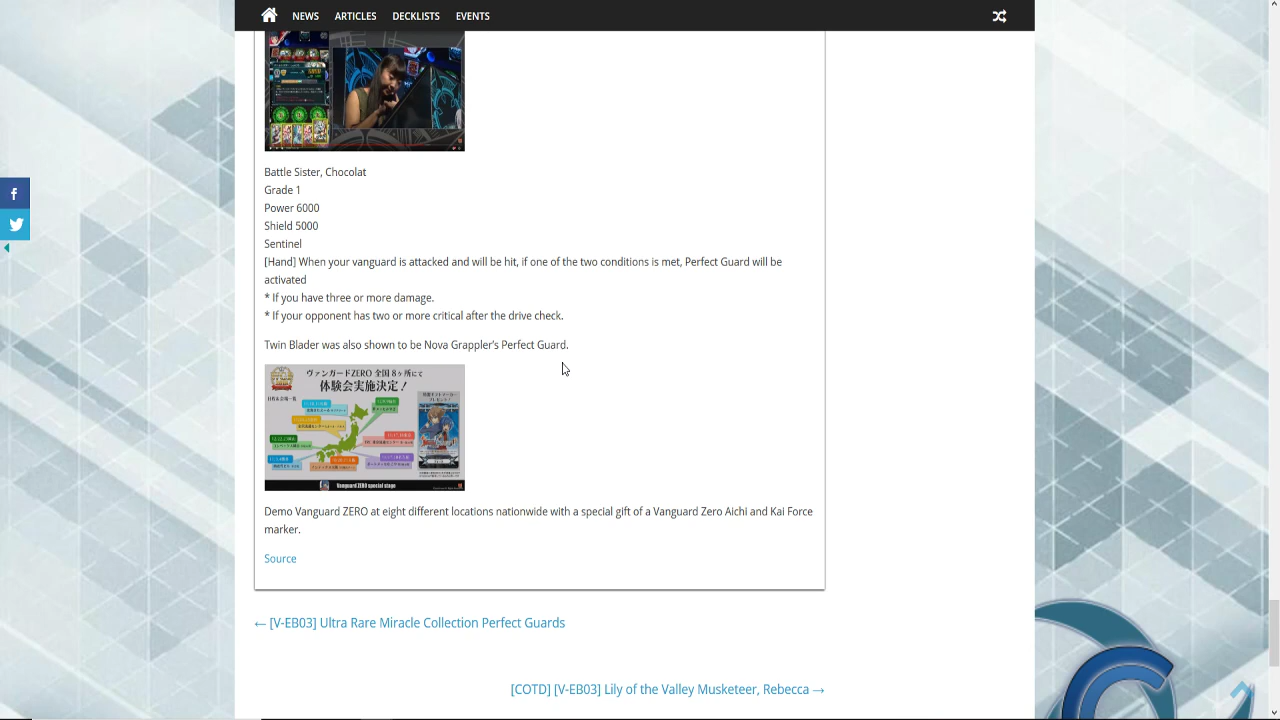 NEWS ARTICLES DECKLISTS EVENTS
Battle Sister, Chocolat
Grade 1
Power 6000
Shield 5000
Sentinel
[Hand] When your vanguard is attacked and will be hit, if one of the two conditions is met, Perfect Guard will be
activated
* If you have three or more damage.
* If your opponent has two or more critical after the drive check.
Twin Blader was also shown to be Nova Grappler's Perfect Guard.
ヴァンガードZERO 全国8ヶ所にて
体験会実施決定！
Vanguard ZERO special stage
Demo Vanguard ZERO at eight different locations nationwide with a special gift of a Vanguard Zero Aichi and Kai Force
marker.
Source
← [V-EB03] Ultra Rare Miracle Collection Perfect Guards
[COTD] [V-EB03] Lily of the Valley Musketeer, Rebecca →